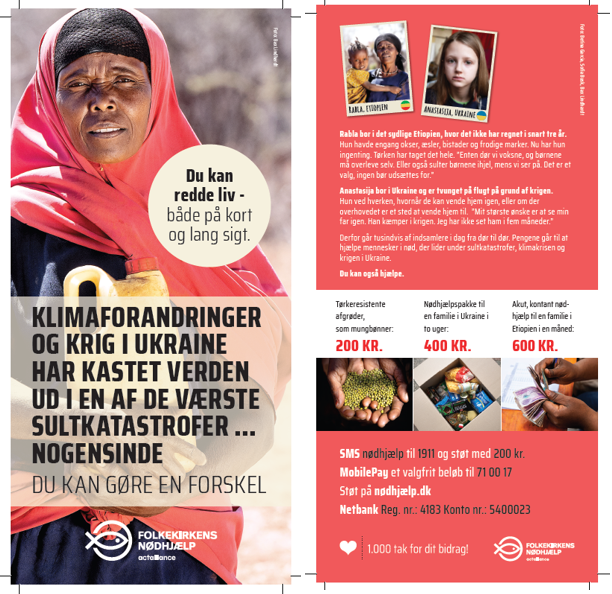 Foto: Bax Lindhardt
Du kan
redde liv -
både på kort
og lang sigt.
KLIMAFORANDRINGER
OG KRIG I UKRAINE
HAR KASTET VERDEN
UD I EN AF DE VÆRSTE
SULTKATASTROFER ...
NOGENSINDE
DU KAN GØRE EN FORSKEL
FOLKEKIRKENS
NØDHJÆLP
actalliance
RABLA, ETIOPIEN
ANASTASIJA, UKRAINE
Rabla bor i det sydlige Etiopien, hvor det ikke har regnet i snart tre år.
Hun havde engang okser, æsler, bistader og frodige marker. Nu har hun
ingenting. Tørken har taget det hele. "Enten dør vi voksne, og børnene
må overleve selv. Eller også sulter børnene ihjel, mens vi ser på. Det er et
valg, ingen bør udsættes for."
Anastasija bor i Ukraine og er tvunget på flugt på grund af krigen.
Hun ved hverken, hvornår de kan vende hjem igen, eller om der
overhovedet er et sted at vende hjem til. "Mit største ønske er at se min
far igen. Han kæmper i krigen. Jeg har ikke set ham i fem måneder."
Derfor går tusindvis af indsamlere i dag fra dør til dør. Pengene går til at
hjælpe mennesker i nød, der lider under sultkatastrofer, klimakrisen og
krigen i Ukraine.
Du kan også hjælpe.
Tørkeresistente
afgrøder,
som mungbønner:
200 KR.
Nødhjælpspakke til
en familie i Ukraine i
to uger:
400 KR.
Akut, kontant nød-
hjælp til en familie i
Etiopien i en måned:
600 KR.
SMS nødhjælp til 1911 og støt med 200 kr.
MobilePay et valgfrit beløb til 71 00 17
Støt på nødhjælp.dk
Netbank Reg. nr.: 4183 Konto nr.: 5400023
1.000 tak for dit bidrag!
FOLKEKIRKENS
NØDHJÆLP
actalliance